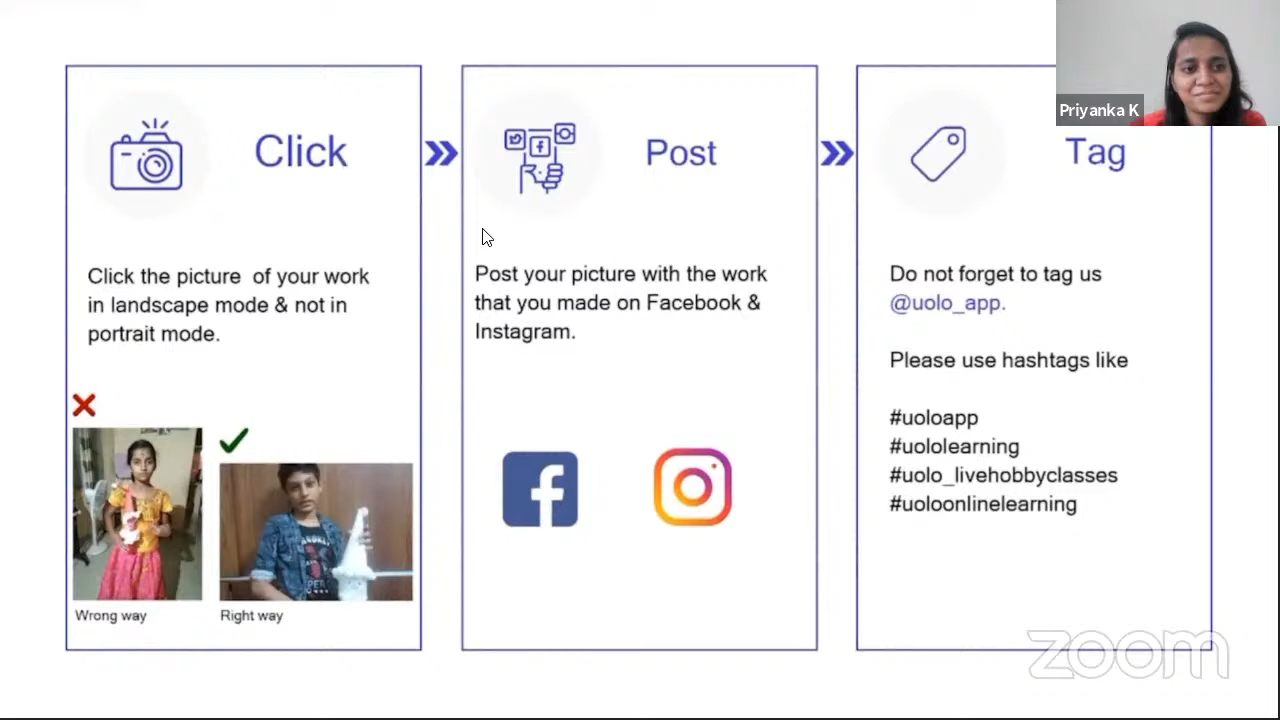 Priyanka K
Click
Post
Tag
Click the picture of your work
in landscape mode & not in
portrait mode.
Wrong way
Right way
Post your picture with the work
that you made on Facebook &
Instagram.
Do not forget to tag us
@uolo_app.
Please use hashtags like
#uoloapp
#uololearning
#uolo_livehobbyclasses
#uoloonlinelearning
zoom